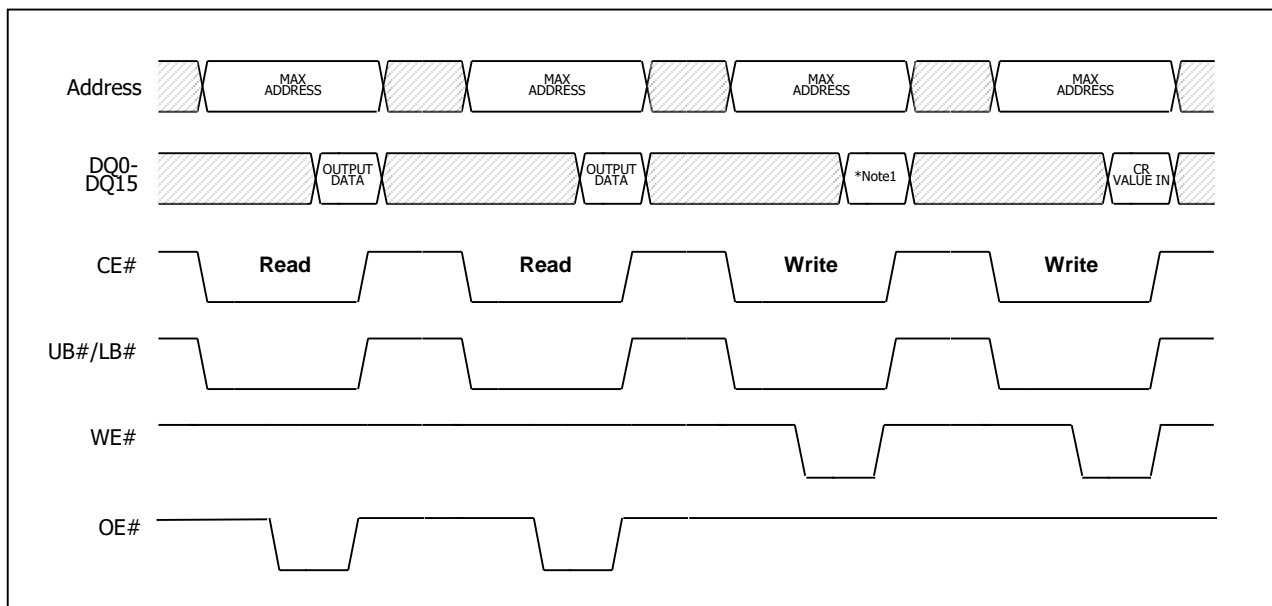 Address
MAX
ADDRESS
MAX
ADDRESS
MAX
ADDRESS
MAX
ADDRESS
DQ0-
DQ15
OUTPUT
DATA
OUTPUT
DATA
*Note1
CR
VALUE IN
CE#
Read
Read
Write
Write
UB#/LB#
WE#
OE#